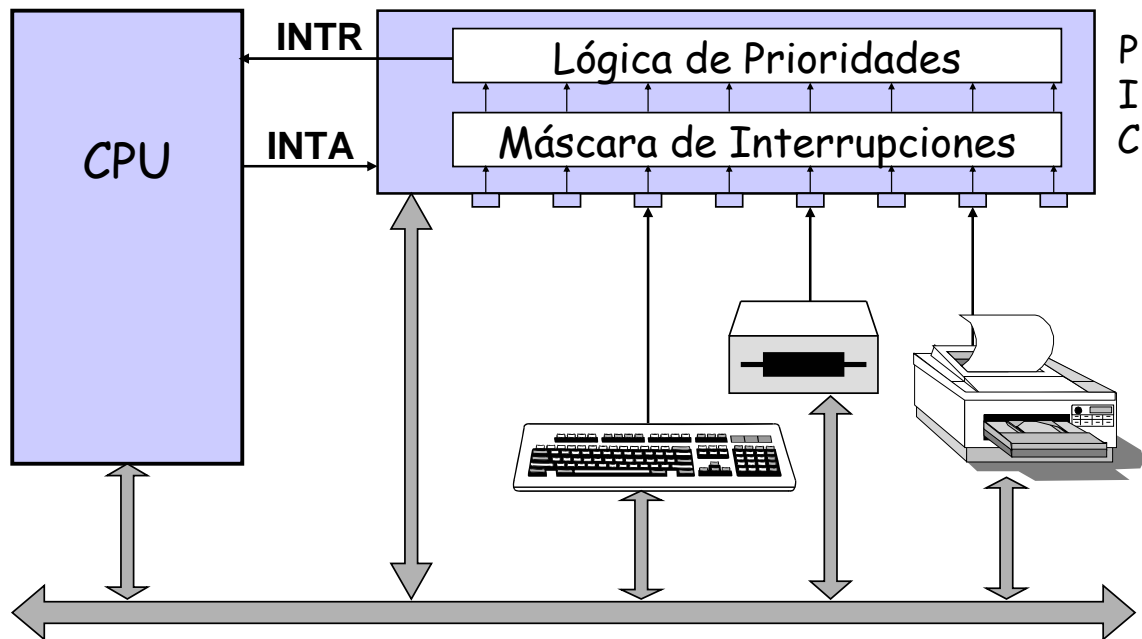 INTR
Lógica de Prioridades
P
I
C
CPU
INTA
Máscara de Interrupciones